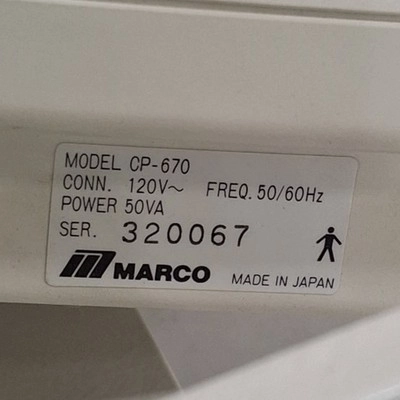 MODEL CP-670
CONN. 120V~ FREQ. 50/60Hz
POWER 50VA
SER. 320067
MARCO MADE IN JAPAN